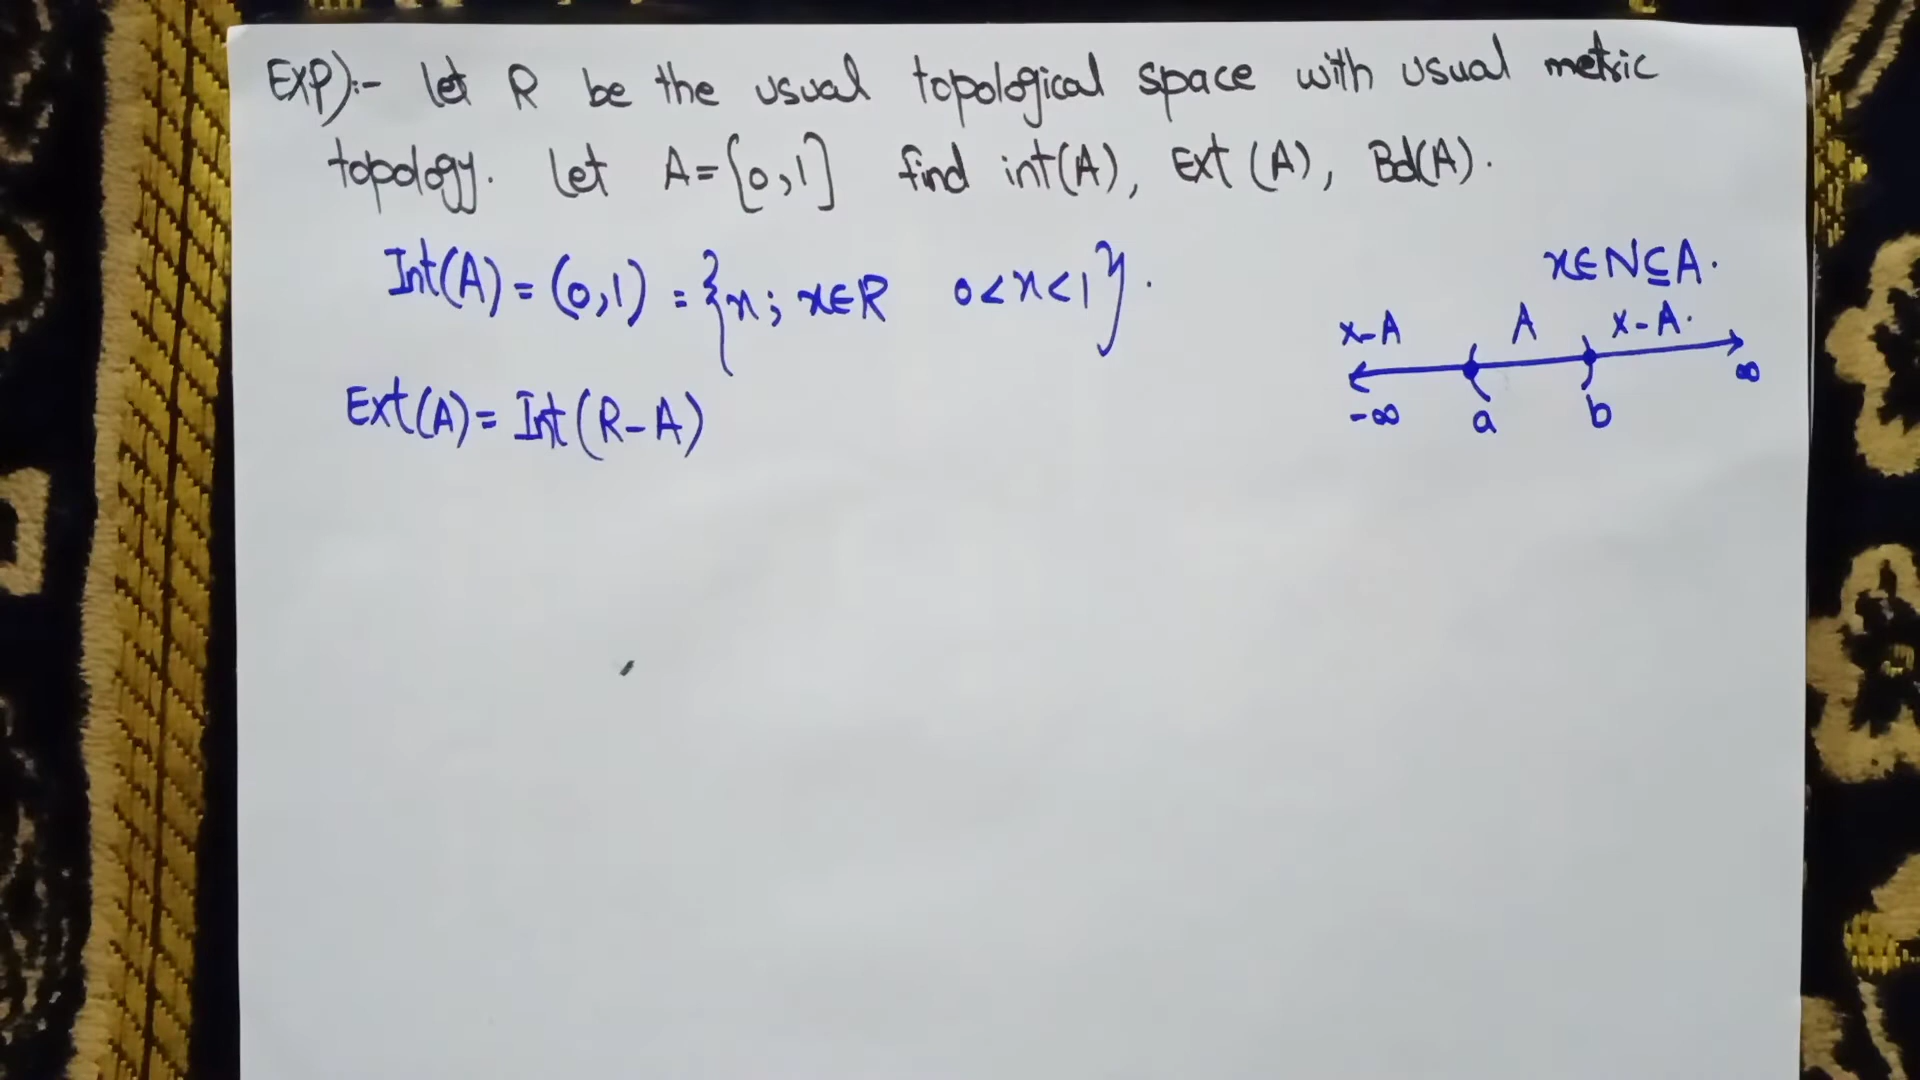 EXP):- let R be the usual topological space with usual metric
topology. let A=[0,1] find int(A), Ext(A), Bd(A).
Int(A) = (0,1) = {x; x∈R 0<x<1}.
x∈N⊆A.
x-A A x-A.
-∞ a b ∞
Ext(A) = Int(R-A)